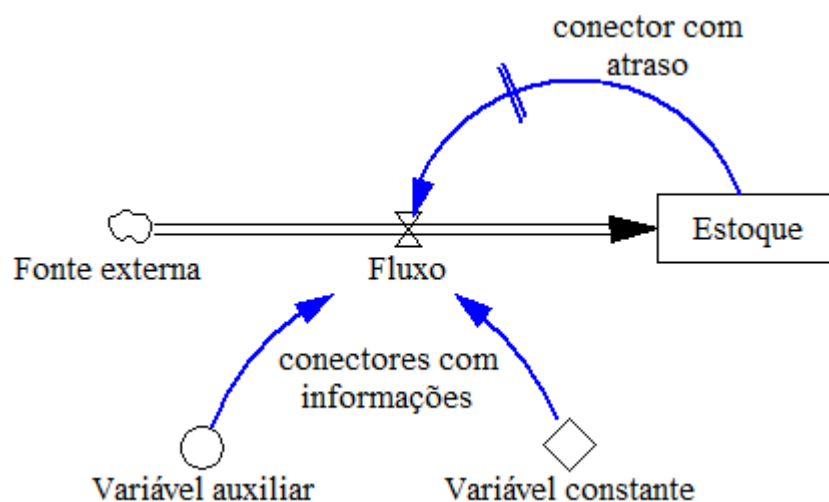 conector com
atraso
Estoque
Fonte externa
Fluxo
conectores com
informações
Variável auxiliar
Variável constante